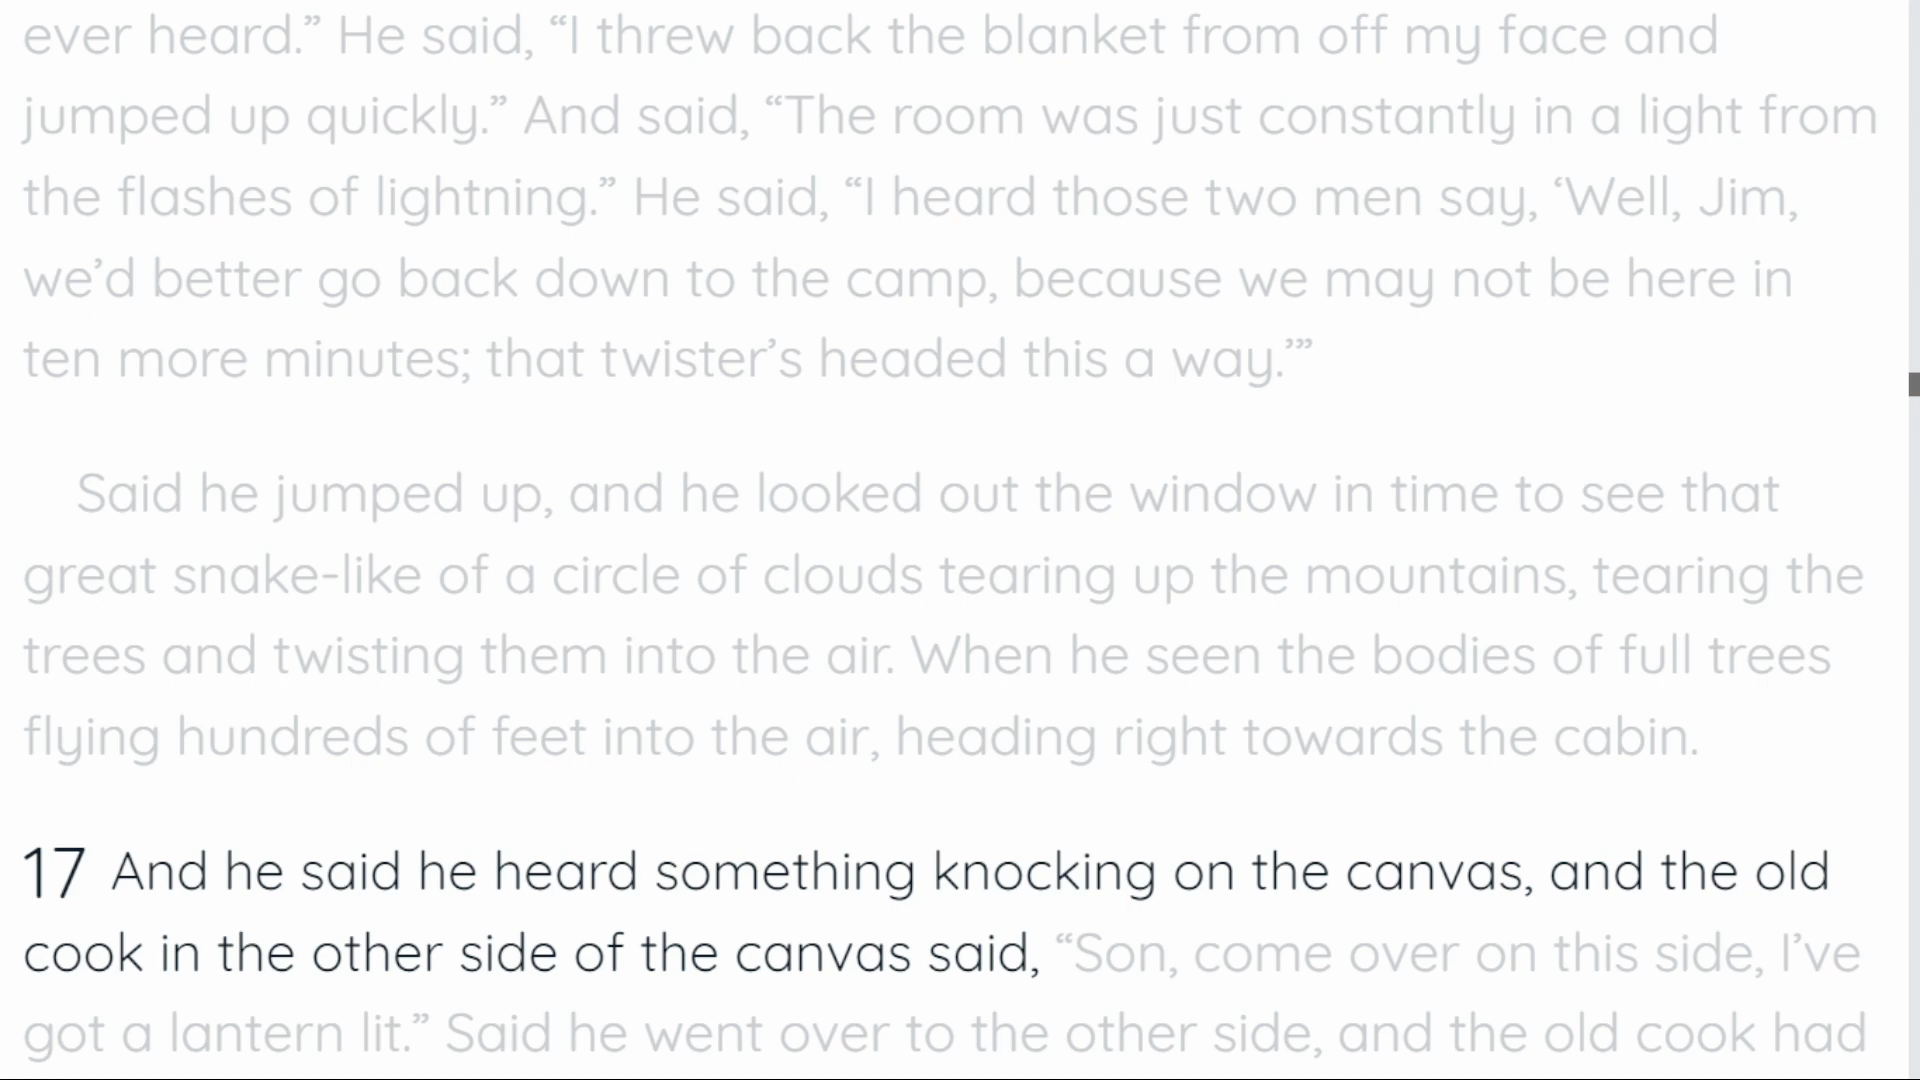 ever heard.” He said, “I threw back the blanket from off my face and
jumped up quickly.” And said, “The room was just constantly in a light from
the flashes of lightning.” He said, “I heard those two men say, ‘Well, Jim,
we’d better go back down to the camp, because we may not be here in
ten more minutes; that twister’s headed this a way.’”
Said he jumped up, and he looked out the window in time to see that
great snake-like of a circle of clouds tearing up the mountains, tearing the
trees and twisting them into the air. When he seen the bodies of full trees
flying hundreds of feet into the air, heading right towards the cabin.
17 And he said he heard something knocking on the canvas, and the old
cook in the other side of the canvas said, “Son, come over on this side, I’ve
got a lantern lit.” Said he went over to the other side, and the old cook had